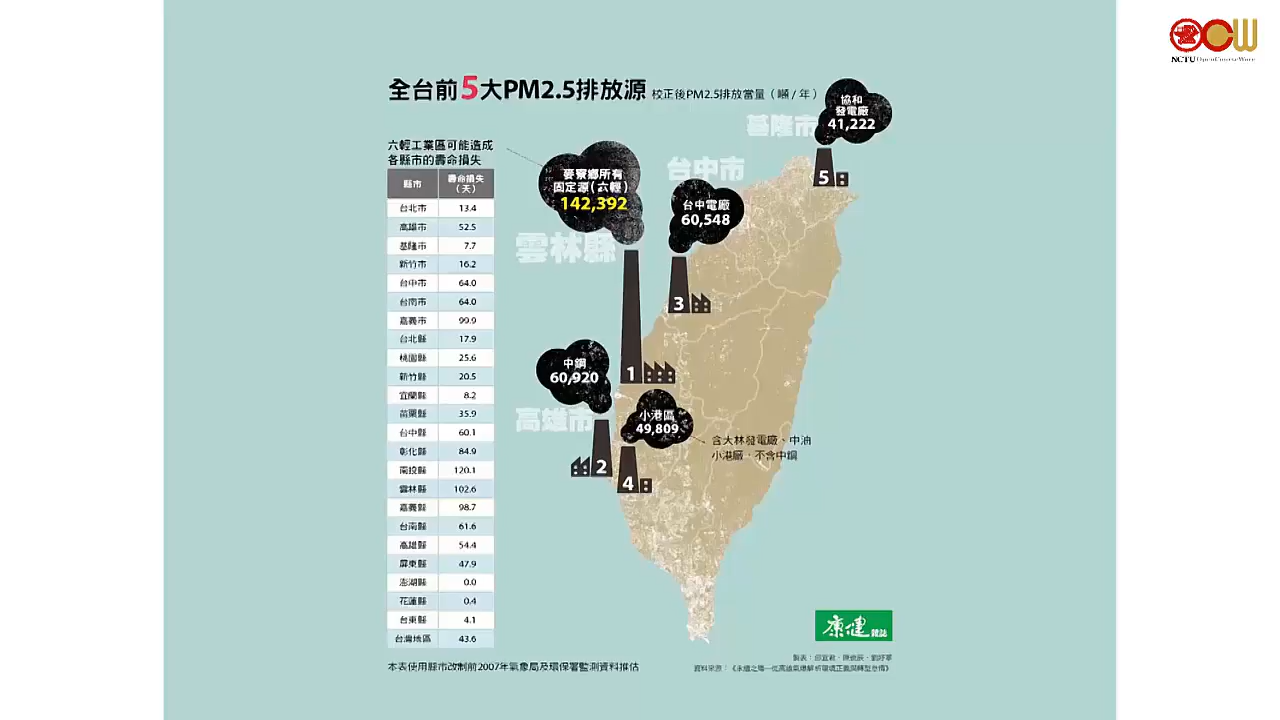 NCTU OpenCourseWare
全台前5大PM2.5排放源 校正後PM2.5排放當量（噸/年）
六輕工業區可能造成
各縣市的壽命損失
縣市 壽命損失（天）
台北市 13.4
高雄市 52.5
基隆市 7.7
新竹市 16.2
台中市 64.0
台南市 64.0
嘉義市 99.9
台北縣 17.9
桃園縣 25.6
新竹縣 20.5
宜蘭縣 8.2
苗栗縣 35.9
台中縣 60.1
彰化縣 84.9
南投縣 120.1
雲林縣 102.6
嘉義縣 98.7
台南縣 61.6
高雄縣 54.4
屏東縣 47.9
澎湖縣 0.0
花蓮縣 0.4
台東縣 4.1
台灣地區 43.6
本表使用縣市改制前2007年氣象局及環保署監測資料推估
基隆市
協和
發電廠
41,222
5
台中市
台中電廠
60,548
3
雲林縣
麥寮鄉所有
固定源(六輕)
142,392
1
高雄市
中鋼
60,920
2
小港區
49,809
4
含大林發電廠、中油
小港廠，不含中鋼
康健雜誌